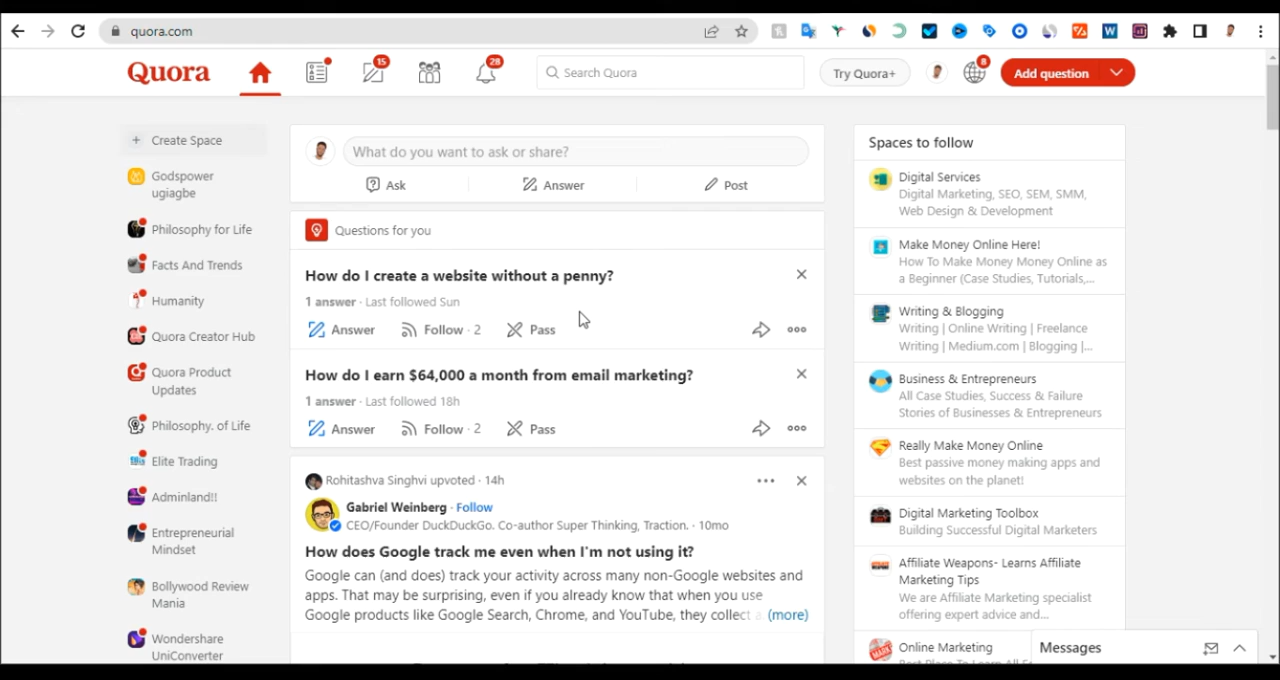 quora.com
Quora
15
28
Search Quora
Try Quora+
8
Add question
Create Space
Godspower
ugiagbe
Philosophy for Life
Facts And Trends
Humanity
Quora Creator Hub
Quora Product
Updates
Philosophy. of Life
Elite Trading
Adminland!!
Entrepreneurial
Mindset
Bollywood Review
Mania
Wondershare
UniConverter
What do you want to ask or share?
Ask
Answer
Post
Questions for you
How do I create a website without a penny?
1 answer · Last followed Sun
Answer
Follow · 2
Pass
How do I earn $64,000 a month from email marketing?
1 answer · Last followed 18h
Answer
Follow · 2
Pass
Rohitashva Singhvi upvoted · 14h
Gabriel Weinberg · Follow
CEO/Founder DuckDuckGo. Co-author Super Thinking, Traction. · 10mo
How does Google track me even when I'm not using it?
Google can (and does) track your activity across many non-Google websites and
apps. That may be surprising, even if you already know that when you use
Google products like Google Search, Chrome, and YouTube, they collect a (more)
Spaces to follow
Digital Services
Digital Marketing, SEO, SEM, SMM,
Web Design & Development
Make Money Online Here!
How To Make Money Money Online as
a Beginner (Case Studies, Tutorials,...
Writing & Blogging
Writing | Online Writing | Freelance
Writing | Medium.com | Blogging |...
Business & Entrepreneurs
All Case Studies, Success & Failure
Stories of Businesses & Entrepreneurs
Really Make Money Online
Best passive money making apps and
websites on the planet!
Digital Marketing Toolbox
Building Successful Digital Marketers
Affiliate Weapons- Learns Affiliate
Marketing Tips
We are Affiliate Marketing specialist
offering expert advice and...
Online Marketing
Messages